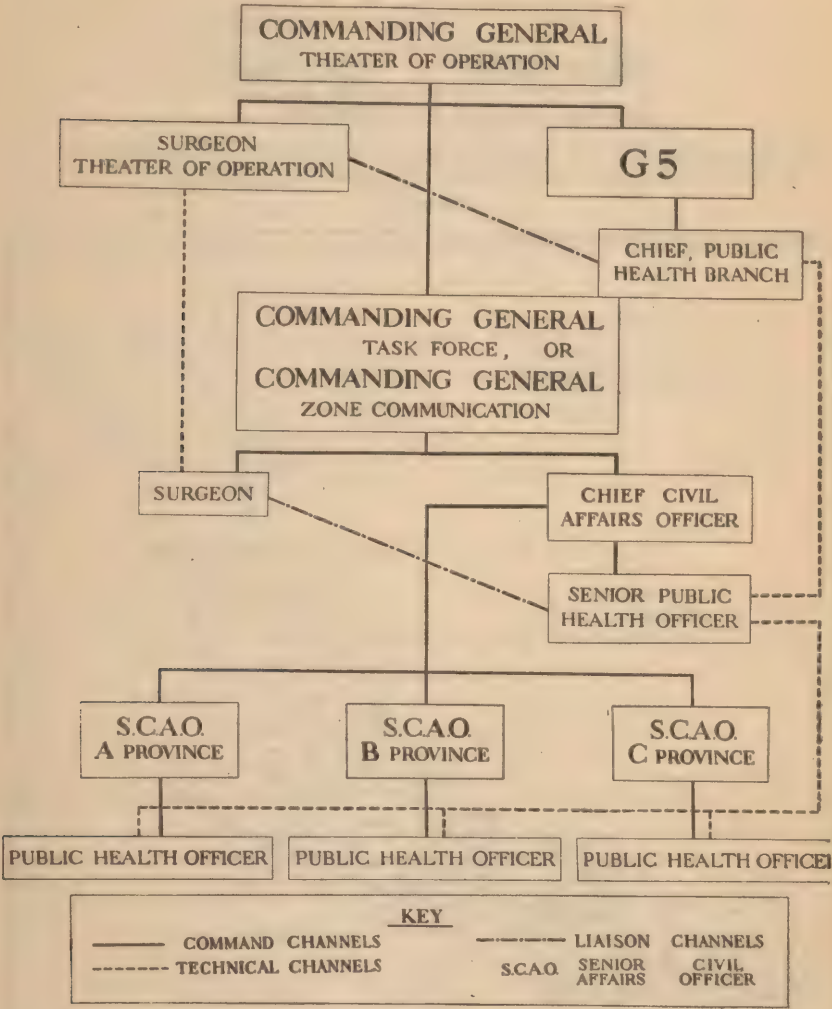 COMMANDING GENERAL
THEATER OF OPERATION
SURGEON
THEATER OF OPERATION
G5
CHIEF, PUBLIC
HEALTH BRANCH
COMMANDING GENERAL
TASK FORCE, OR
COMMANDING GENERAL
ZONE COMMUNICATION
SURGEON
CHIEF CIVIL
AFFAIRS OFFICER
SENIOR PUBLIC
HEALTH OFFICER
S.C.A.O.
A PROVINCE
S.C.A.O.
B PROVINCE
S.C.A.O.
C PROVINCE
PUBLIC HEALTH OFFICER
PUBLIC HEALTH OFFICER
PUBLIC HEALTH OFFICE
KEY
COMMAND CHANNELS
TECHNICAL CHANNELS
LIAISON CHANNELS
S.C.A.O. SENIOR CIVIL
AFFAIRS OFFICER